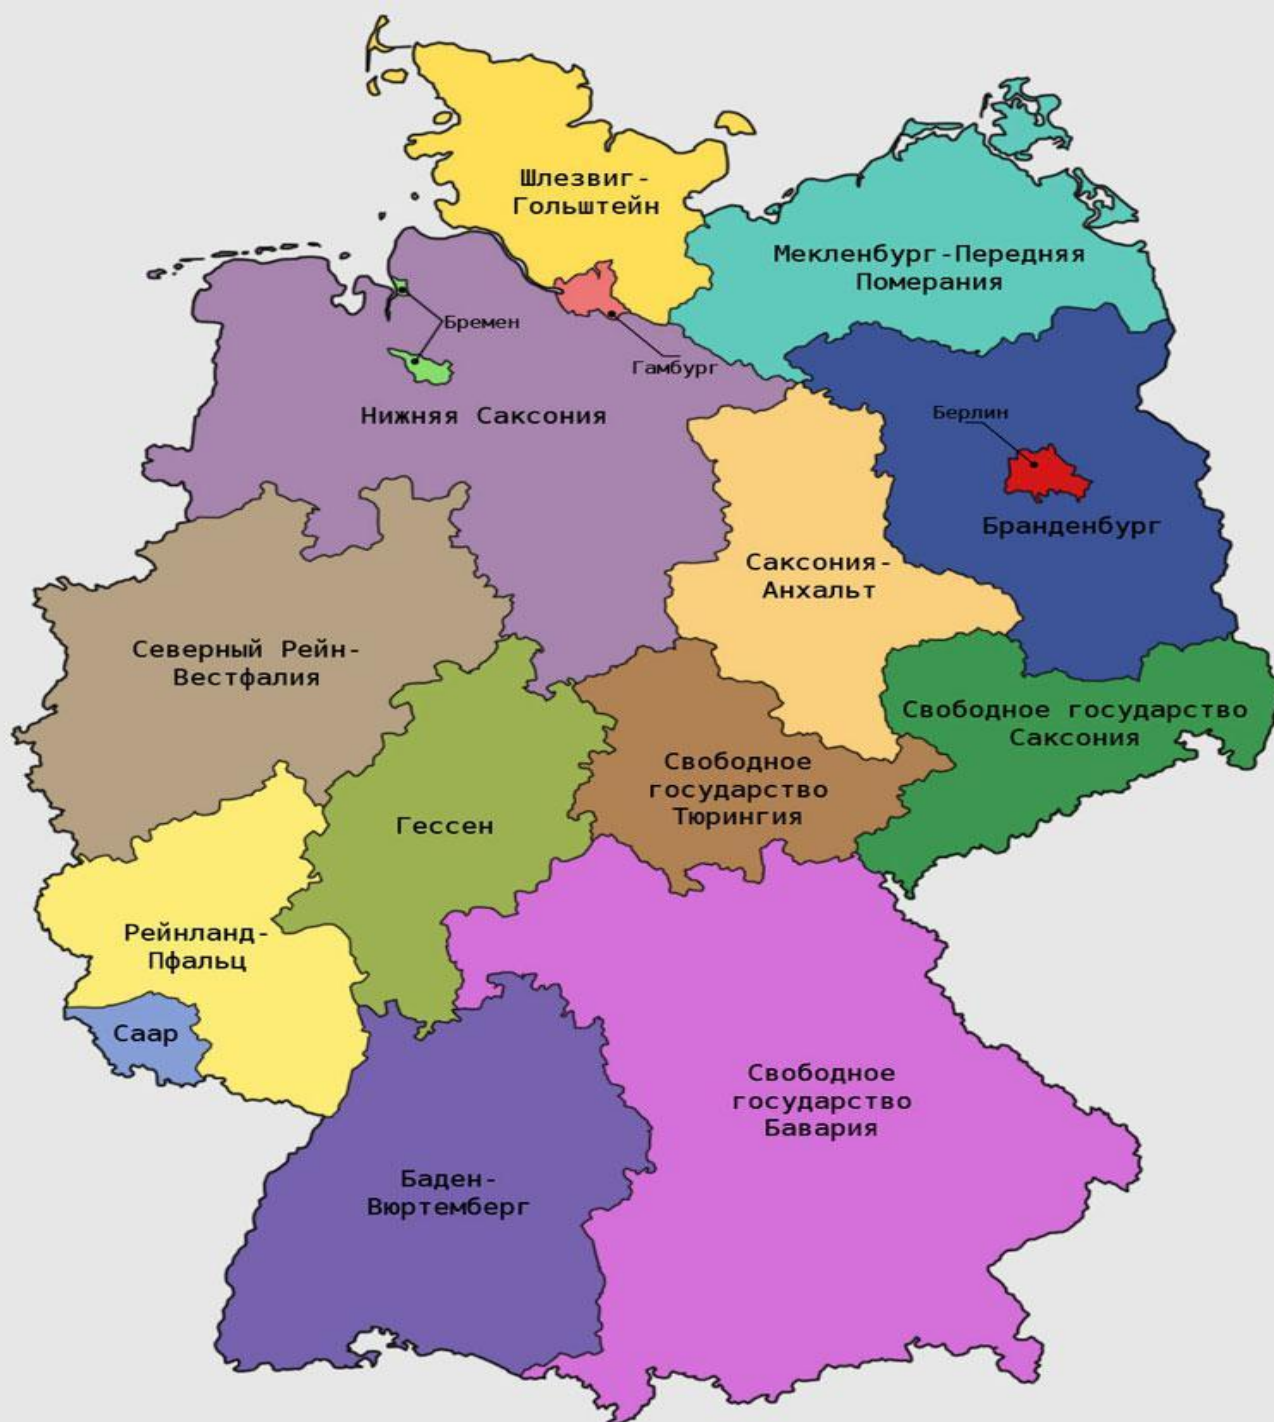 Шлезвиг-
Гольштейн
Мекленбург-Передняя
Померания
Бремен
Гамбург
Нижняя Саксония
Берлин
Бранденбург
Саксония-
Анхальт
Северный Рейн-
Вестфалия
Свободное государство
Саксония
Свободное
государство
Тюрингия
Гессен
Рейнланд-
Пфальц
Саар
Свободное
государство
Бавария
Баден-
Вюртемберг